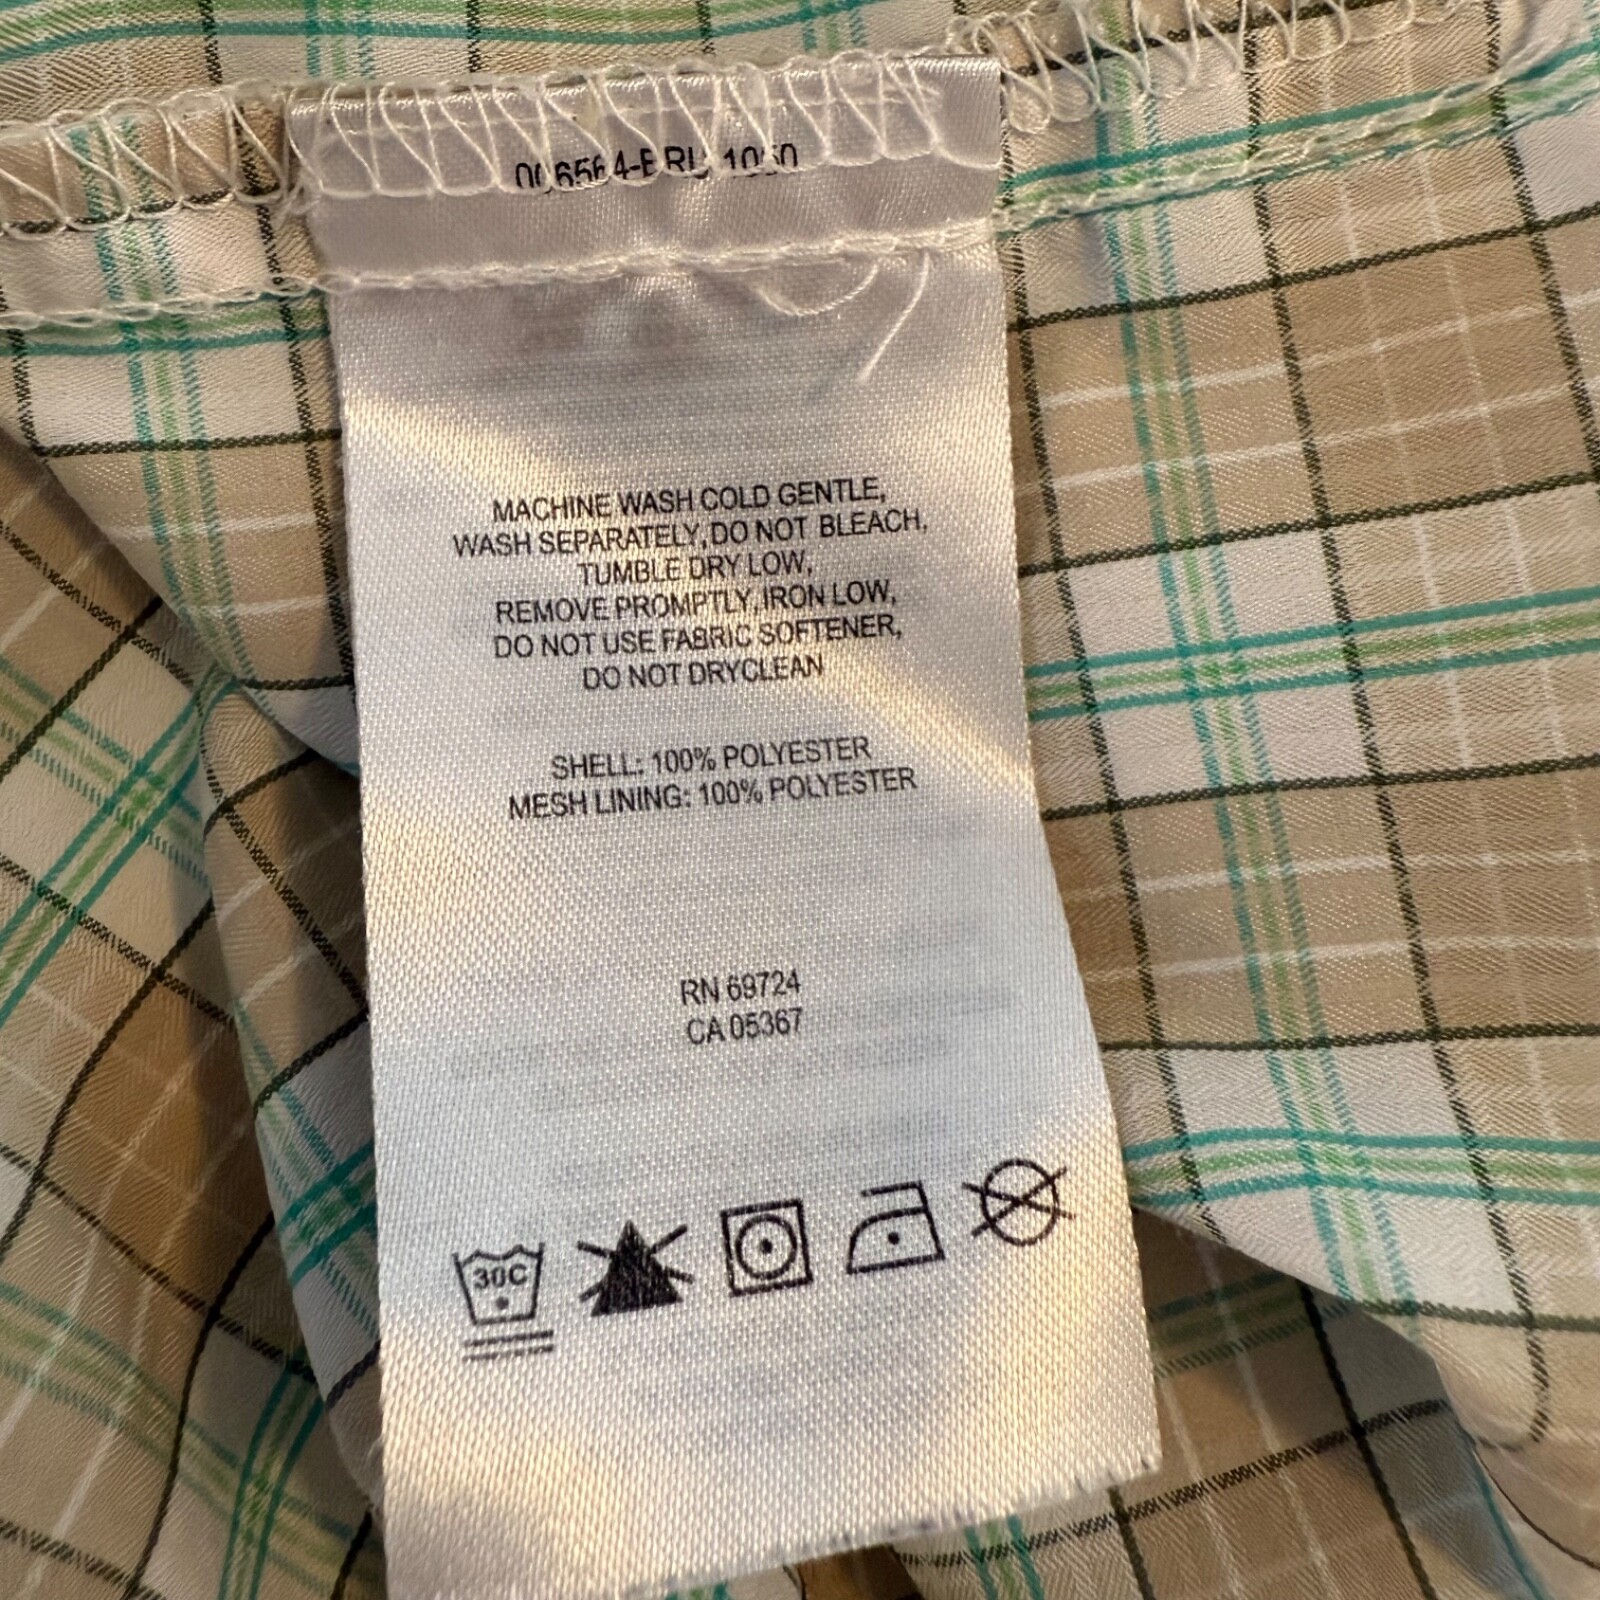 MACHINE WASH COLD GENTLE,
WASH SEPARATELY, DO NOT BLEACH,
TUMBLE DRY LOW,
REMOVE PROMPTLY, IRON LOW,
DO NOT USE FABRIC SOFTENER,
DO NOT DRYCLEAN
SHELL: 100% POLYESTER
MESH LINING: 100% POLYESTER
RN 69724
CA 05367
30C